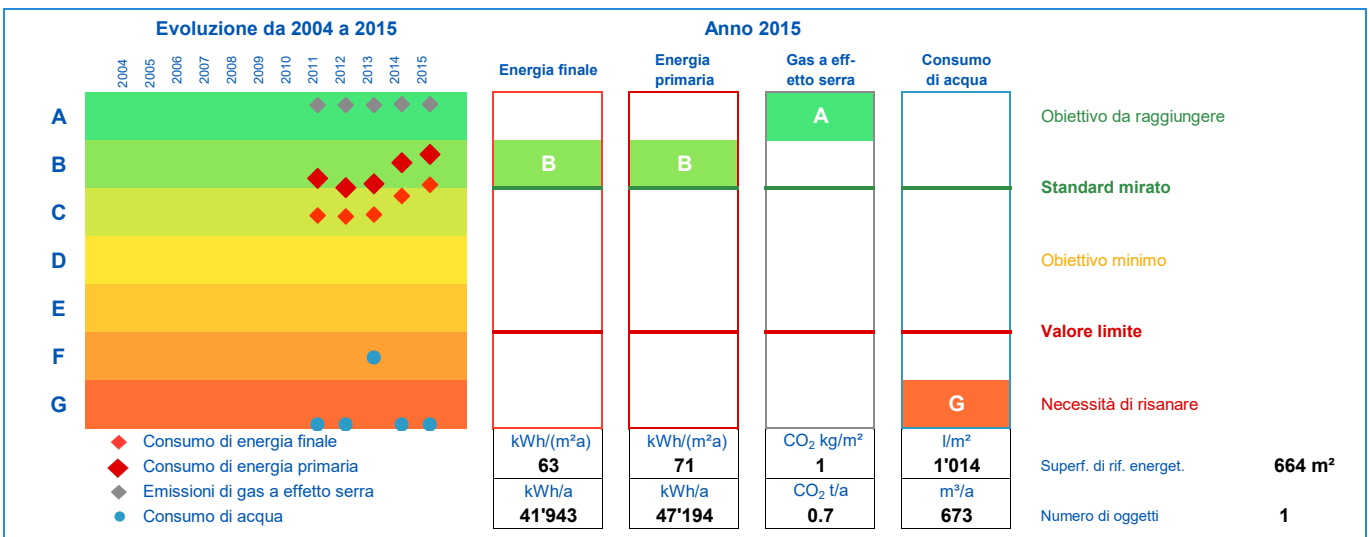 Evoluzione da 2004 a 2015
Anno 2015
2004 2005 2006 2007 2008 2009 2010 2011 2012 2013 2014 2015
Energia finale
Energia
primaria
Gas a eff-
etto serra
Consumo
di acqua
A
A
Obiettivo da raggiungere
B
B
B
Standard mirato
C
D
Obiettivo minimo
E
Valore limite
F
G
G
Necessità di risanare
Consumo di energia finale
Consumo di energia primaria
Emissioni di gas a effetto serra
Consumo di acqua
kWh/(m²a) kWh/(m²a) CO₂ kg/m² l/m²
63 71 1 1'014
Superf. di rif. energet. 664 m²
kWh/a kWh/a CO₂ t/a m³/a
41'943 47'194 0.7 673
Numero di oggetti 1